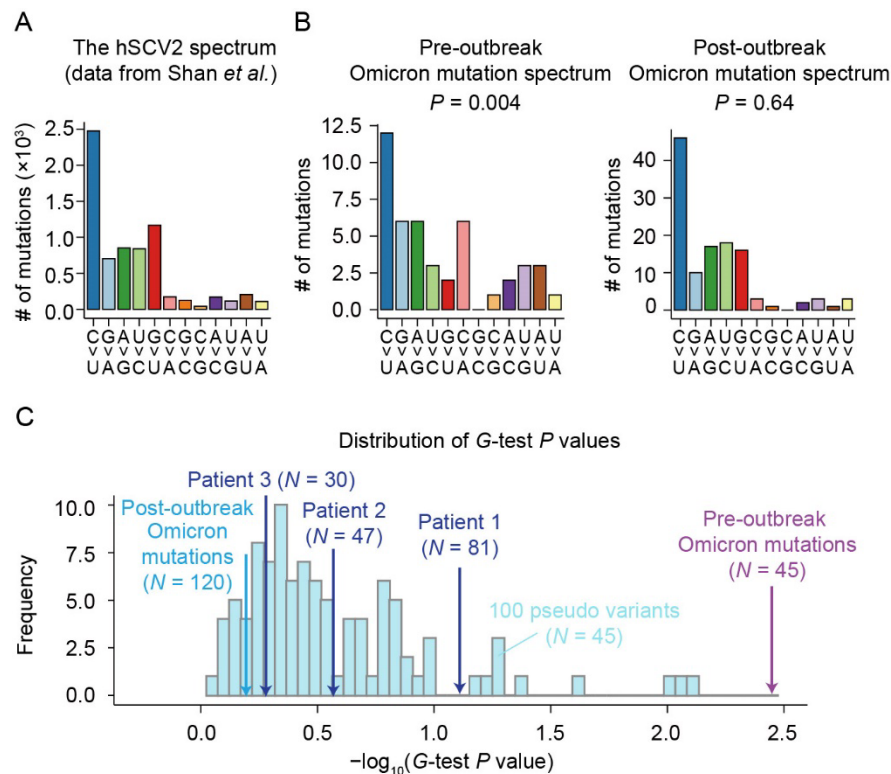 A
The hSCV2 spectrum
(data from Shan et al.)
# of mutations (×10³)
2.5
2.0
1.5
1.0
0.5
0.0
C G A U G C G C A U A U
> > > > > > > > > > > >
U A G C U A C G C G U A
B
Pre-outbreak
Omicron mutation spectrum
P = 0.004
# of mutations
12.5
10.0
7.5
5.0
2.5
0.0
C G A U G C G C A U A U
> > > > > > > > > > > >
U A G C U A C G C G U A
Post-outbreak
Omicron mutation spectrum
P = 0.64
# of mutations
40
30
20
10
0
C G A U G C G C A U A U
> > > > > > > > > > > >
U A G C U A C G C G U A
C
Distribution of G-test P values
Frequency
10.0
7.5
5.0
2.5
0.0
Post-outbreak
Omicron
mutations
(N = 120)
Patient 3 (N = 30)
Patient 2
(N = 47)
Patient 1
(N = 81)
100 pseudo variants
(N = 45)
Pre-outbreak
Omicron mutations
(N = 45)
0.0 0.5 1.0 1.5 2.0 2.5
−log₁₀(G-test P value)